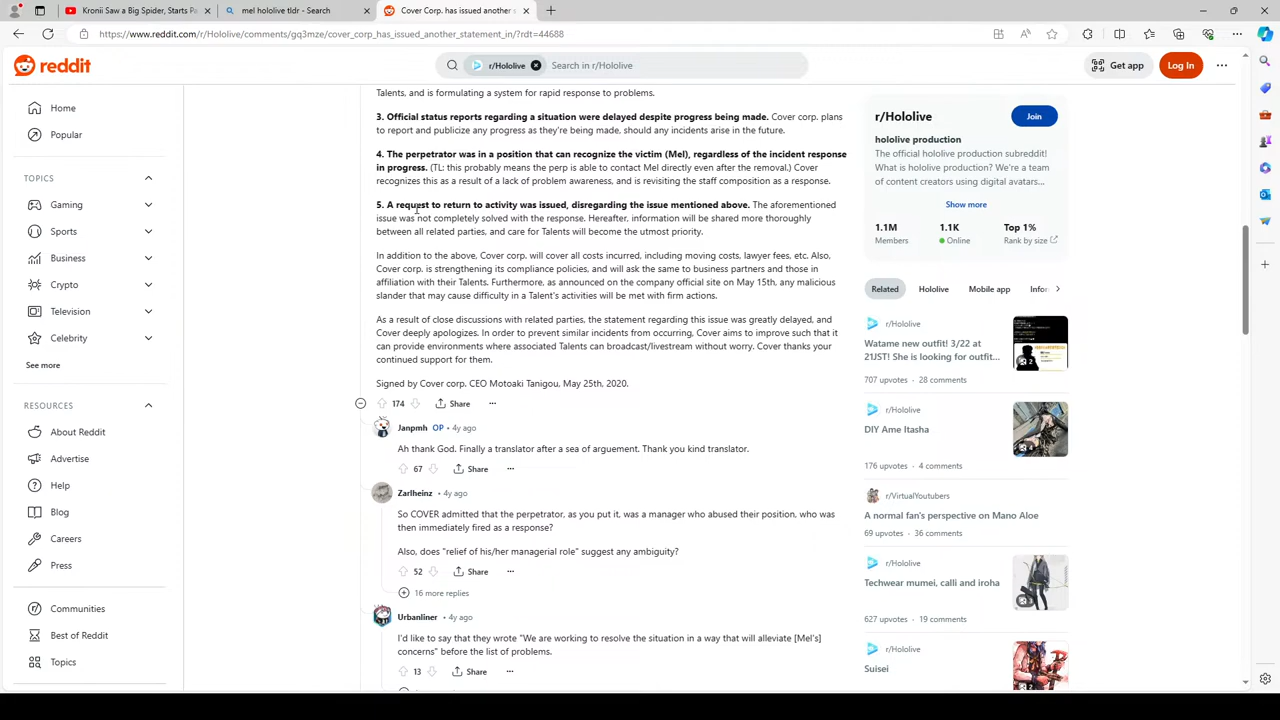 Kronii Saw a Big Spider, Starts Pa
mel hololive tldr - Search
Cover Corp. has issued another s
https://www.reddit.com/r/Hololive/comments/gq3mze/cover_corp_has_issued_another_statement_in/?rdt=44688
reddit
r/Hololive
Search in r/Hololive
Get app
Log In
Home
Popular
TOPICS
Gaming
Sports
Business
Crypto
Television
Celebrity
See more
RESOURCES
About Reddit
Advertise
Help
Blog
Careers
Press
Communities
Best of Reddit
Topics
Talents, and is formulating a system for rapid response to problems.
3. Official status reports regarding a situation were delayed despite progress being made. Cover corp. plans
to report and publicize any progress as they're being made, should any incidents arise in the future.
4. The perpetrator was in a position that can recognize the victim (Mel), regardless of the incident response
in progress. (TL: this probably means the perp is able to contact Mel directly even after the removal.) Cover
recognizes this as a result of a lack of problem awareness, and is revisiting the staff composition as a response.
5. A request to return to activity was issued, disregarding the issue mentioned above. The aforementioned
issue was not completely solved with the response. Hereafter, information will be shared more thoroughly
between all related parties, and care for Talents will become the utmost priority.
In addition to the above, Cover corp. will cover all costs incurred, including moving costs, lawyer fees, etc. Also,
Cover corp. is strengthening its compliance policies, and will ask the same to business partners and those in
affiliation with their Talents. Furthermore, as announced on the company official site on May 15th, any malicious
slander that may cause difficulty in a Talent's activities will be met with firm actions.
As a result of close discussions with related parties, the statement regarding this issue was greatly delayed, and
Cover deeply apologizes. In order to prevent similar incidents from occurring, Cover aims to improve such that it
can provide environments where associated Talents can broadcast/livestream without worry. Cover thanks your
continued support for them.
Signed by Cover corp. CEO Motoaki Tanigou, May 25th, 2020.
174
Share
Janpmh OP • 4y ago
Ah thank God. Finally a translator after a sea of arguement. Thank you kind translator.
67
Share
Zarlheinz • 4y ago
So COVER admitted that the perpetrator, as you put it, was a manager who abused their position, who was
then immediately fired as a response?
Also, does "relief of his/her managerial role" suggest any ambiguity?
52
Share
16 more replies
Urbanliner • 4y ago
I'd like to say that they wrote "We are working to resolve the situation in a way that will alleviate [Mel's]
concerns" before the list of problems.
13
Share
r/Hololive
Join
hololive production
The official hololive production subreddit!
What is hololive production? We're a team
of content creators using digital avatars...
Show more
1.1M
Members
1.1K
Online
Top 1%
Rank by size
Related
Hololive
Mobile app
Infor
r/Hololive
Watame new outfit! 3/22 at
21JST! She is looking for outfit...
707 upvotes • 28 comments
r/Hololive
DIY Ame Itasha
176 upvotes • 4 comments
r/VirtualYoutubers
A normal fan's perspective on Mano Aloe
69 upvotes • 36 comments
r/Hololive
Techwear mumei, calli and iroha
627 upvotes • 19 comments
r/Hololive
Suisei